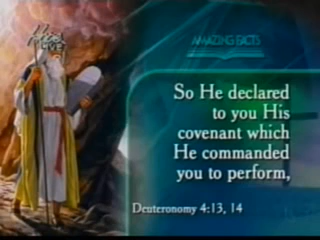 AMAZING FACTS
So He declared
to you His
covenant which
He commanded
you to perform,
Deuteronomy 4:13, 14